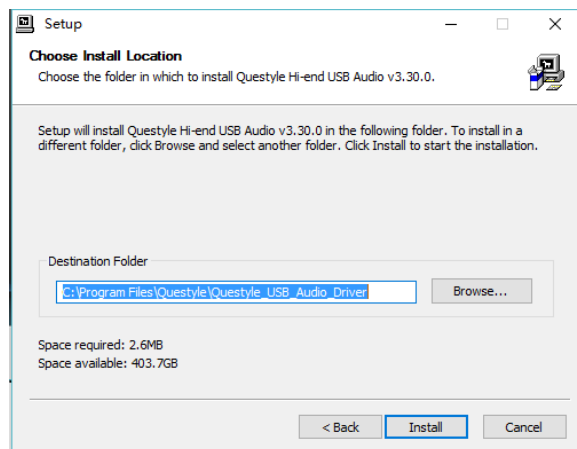 Setup
Choose Install Location
Choose the folder in which to install Questyle Hi-end USB Audio v3.30.0.
Setup will install Questyle Hi-end USB Audio v3.30.0 in the following folder. To install in a
different folder, click Browse and select another folder. Click Install to start the installation.
Destination Folder
C:\Program Files\Questyle\Questyle_USB_Audio_Driver
Browse...
Space required: 2.6MB
Space available: 403.7GB
< Back
Install
Cancel